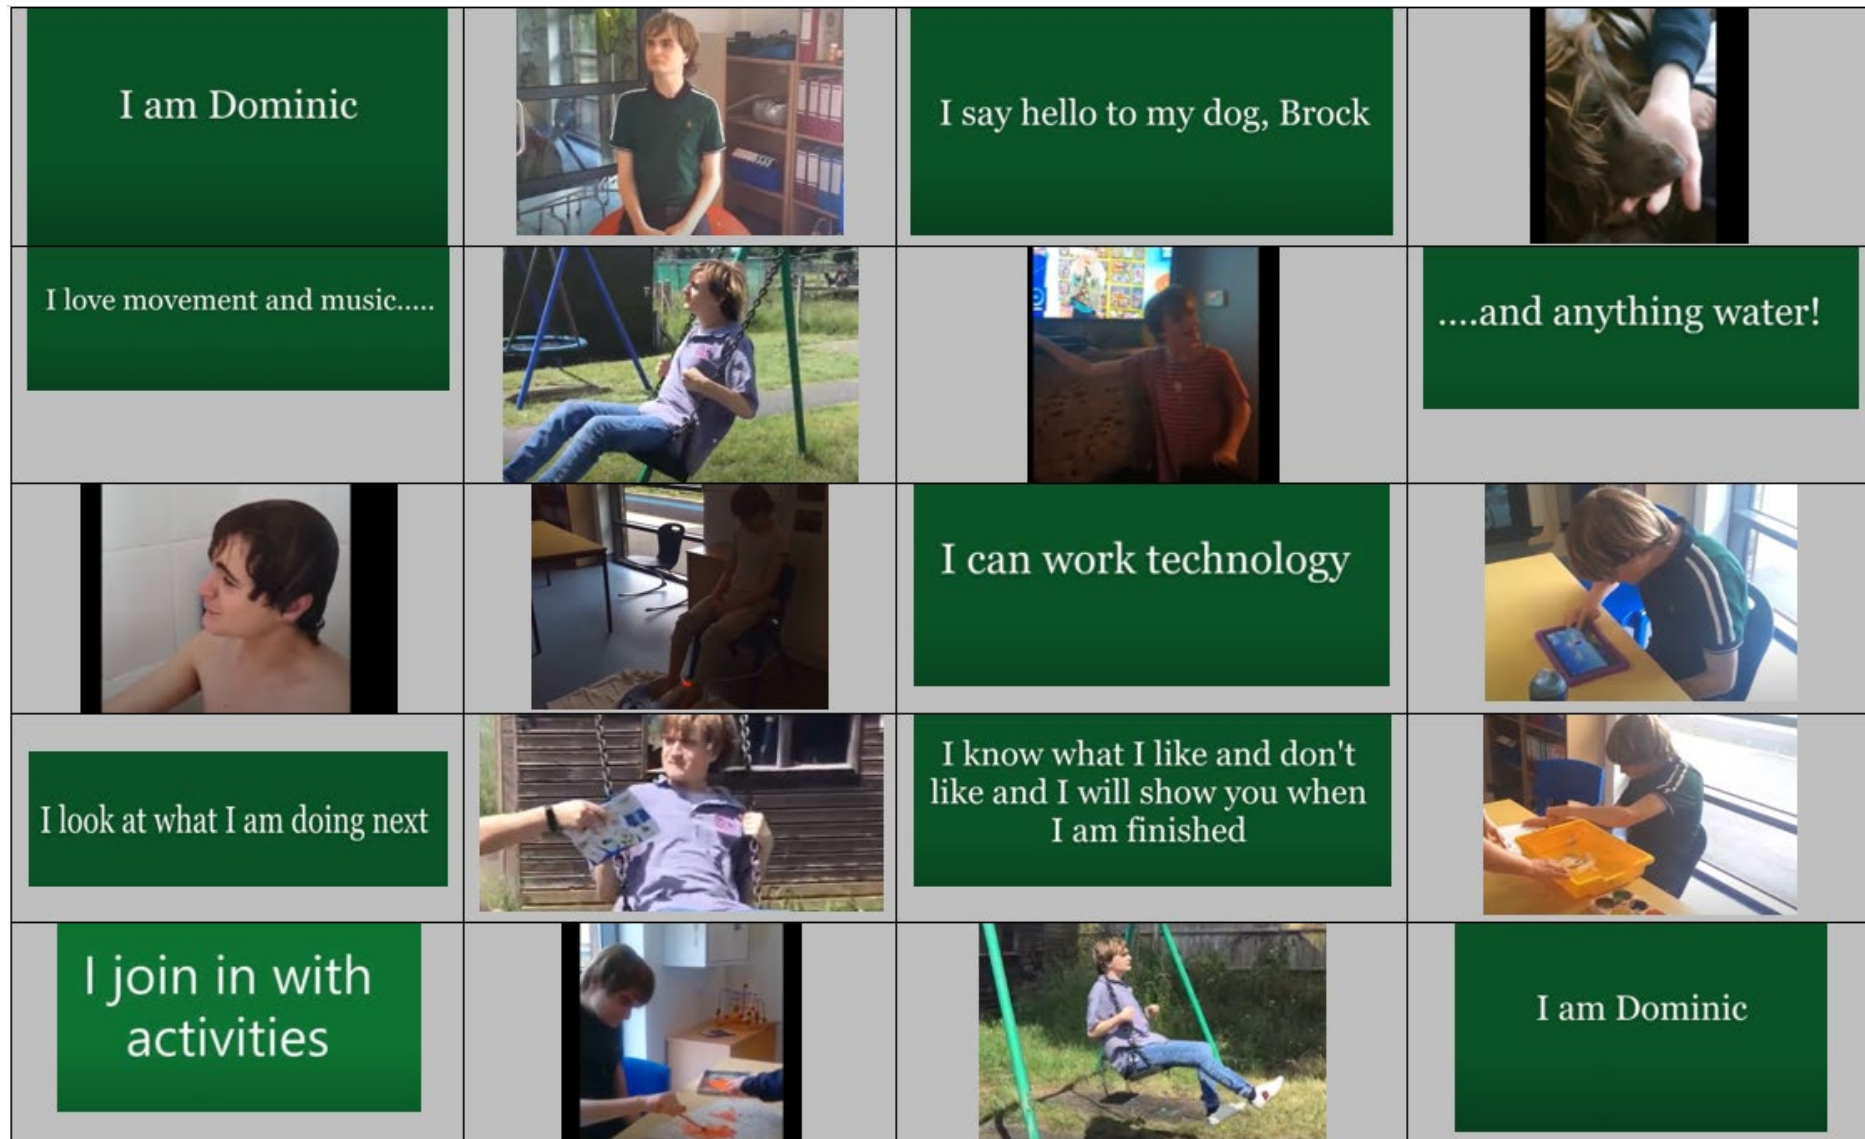 I am Dominic
I say hello to my dog, Brock
I love movement and music.....
....and anything water!
I can work technology
I look at what I am doing next
I know what I like and don't
like and I will show you when
I am finished
I join in with
activities
I am Dominic